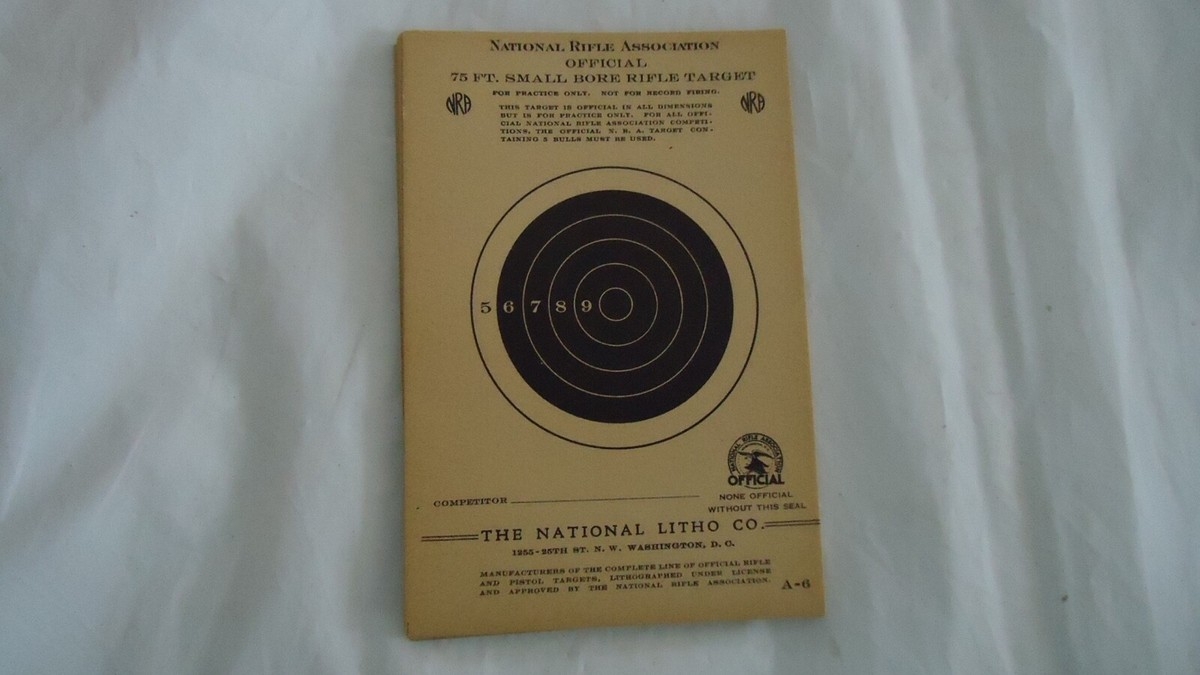 NATIONAL RIFLE ASSOCIATION
OFFICIAL
75 FT. SMALL BORE RIFLE TARGET
FOR PRACTICE ONLY. NOT FOR RECORD FIRING.
NRA NRA
THIS TARGET IS OFFICIAL IN ALL DIMENSIONS
BUT IS FOR PRACTICE ONLY. FOR ALL OFFI-
CIAL NATIONAL RIFLE ASSOCIATION COMPETI-
TIONS, THE OFFICIAL N. R. A. TARGET CON-
TAINING 5 BULLS MUST BE USED.
5 6 7 8 9
NATIONAL RIFLE ASSOCIATION
OFFICIAL
NONE OFFICIAL
WITHOUT THIS SEAL
COMPETITOR
THE NATIONAL LITHO CO.
1255-25TH ST. N. W. WASHINGTON, D. C.
MANUFACTURERS OF THE COMPLETE LINE OF OFFICIAL RIFLE
AND PISTOL TARGETS, LITHOGRAPHED UNDER LICENSE
AND APPROVED BY THE NATIONAL RIFLE ASSOCIATION.
A-6